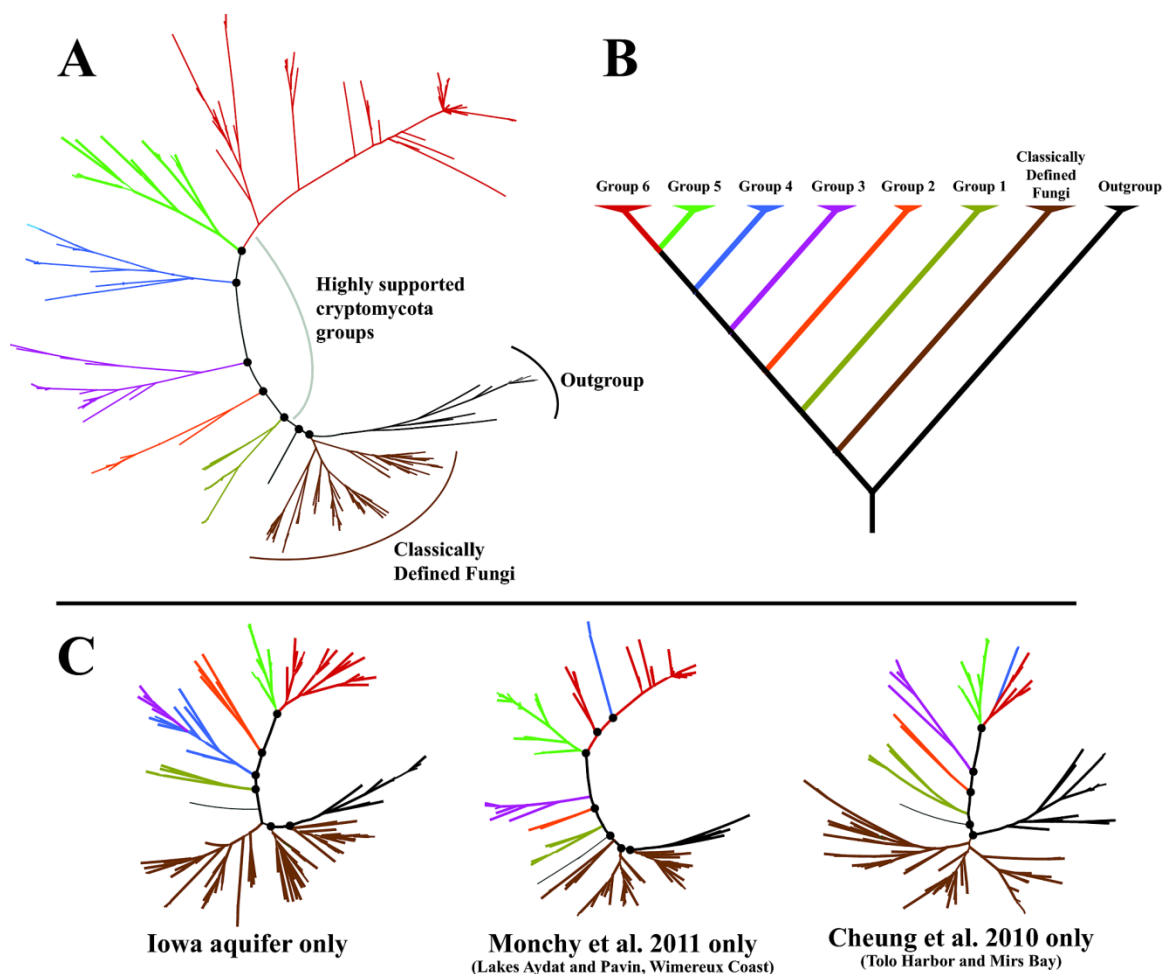 A
B
Highly supported
cryptomycota
groups
Outgroup
Classically
Defined Fungi
Group 6
Group 5
Group 4
Group 3
Group 2
Group 1
Classically
Defined
Fungi
Outgroup
C
Iowa aquifer only
Monchy et al. 2011 only
(Lakes Aydat and Pavin, Wimereux Coast)
Cheung et al. 2010 only
(Tolo Harbor and Mirs Bay)